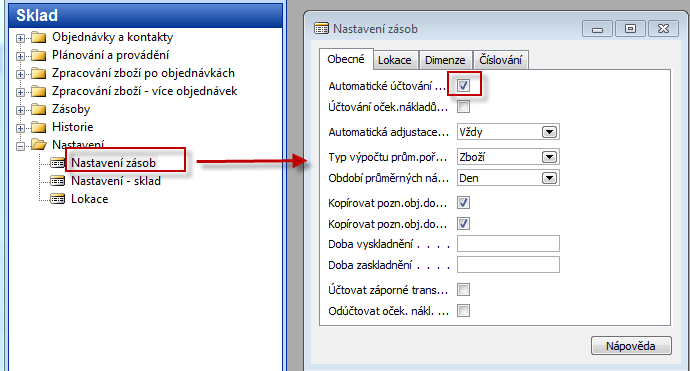 Sklad
Objednávky a kontakty
Plánování a provádění
Zpracování zboží po objednávkách
Zpracování zboží - více objednávek
Zásoby
Historie
Nastavení
Nastavení zásob
Nastavení - sklad
Lokace
Nastavení zásob
Obecné Lokace Dimenze Číslování
Automatické účtování ...
Účtování oček.nákladů...
Automatická adjustace... Vždy
Typ výpočtu prům.poř... Zboží
Období průměrných ná... Den
Kopírovat pozn.obj.do...
Kopírovat pozn.obj.do...
Doba vyskladnění . . . .
Doba zaskladnění . . . .
Účtovat záporné trans...
Odúčtovat oček. nákl. ...
Nápověda